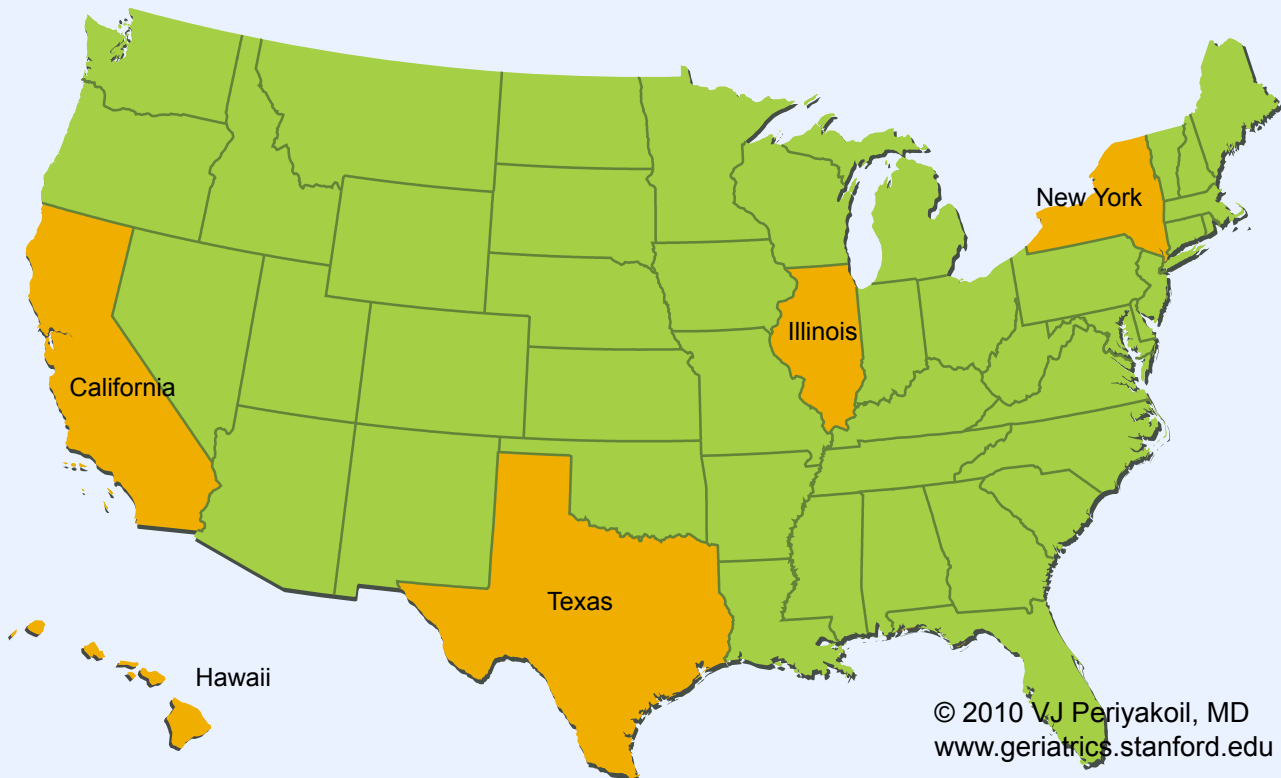 New York
Illinois
California
Texas
Hawaii
© 2010 VJ Periyakoil, MD
www.geriatrics.stanford.edu